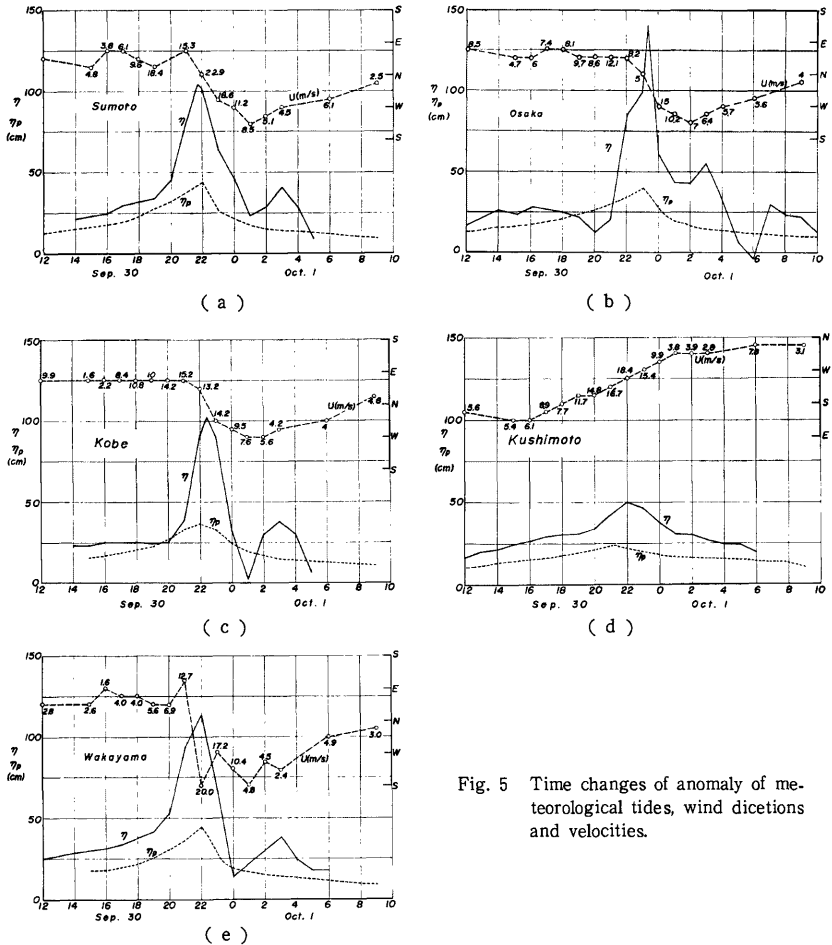 150
100
50
0
η
ηp
(cm)
Sumoto
3.8 6.1 9.6 18.4 15.3 22.9 16.6 11.2 8.5 5.1 4.5 6.1 2.5
4.8
U(m/s)
η
ηp
S
E
N
W
S
12 14 16 18 20 22 0 2 4 6 8 10
Sep. 30 Oct. 1
( a )
150
100
50
0
η
ηp
(cm)
Osaka
8.5 4.7 6 7.4 8.1 9.7 8.6 12.1 8.2 5 15 10.2 7 6.4 5.7 3.6 4
U(m/s)
η
ηp
S
E
N
W
S
12 14 16 18 20 22 0 2 4 6 8 10
Sep. 30 Oct. 1
( b )
150
100
50
0
η
ηp
(cm)
Kobe
9.9 1.6 2.2 8.4 10.8 10 14.2 15.2 13.2 14.2 9.5 7.6 5.6 4.2 4 4.8
U(m/s)
η
ηp
S
E
N
W
S
12 14 16 18 20 22 0 2 4 6 8 10
Sep. 30 Oct. 1
( c )
150
100
50
0
η
ηp
(cm)
Kushimoto
5.6 5.4 6.1 8.9 7.7 11.7 14.8 16.7 18.4 15.4 9.9 3.8 3.9 2.8 7.8 3.1
U(m/s)
η
ηp
N
W
S
E
12 14 16 18 20 22 0 2 4 6 8 10
Sep. 30 Oct. 1
( d )
150
100
50
0
η
ηp
(cm)
Wakayama
2.8 2.6 1.6 4.0 4.0 5.6 6.9 12.7 20.0 17.2 10.4 4.8 4.5 2.4 4.9 3.0
U(m/s)
η
ηp
S
E
N
W
S
12 14 16 18 20 22 0 2 4 6 8 10
Sep. 30 Oct. 1
( e )
Fig. 5 Time changes of anomaly of me-
teorological tides, wind dicetions
and velocities.